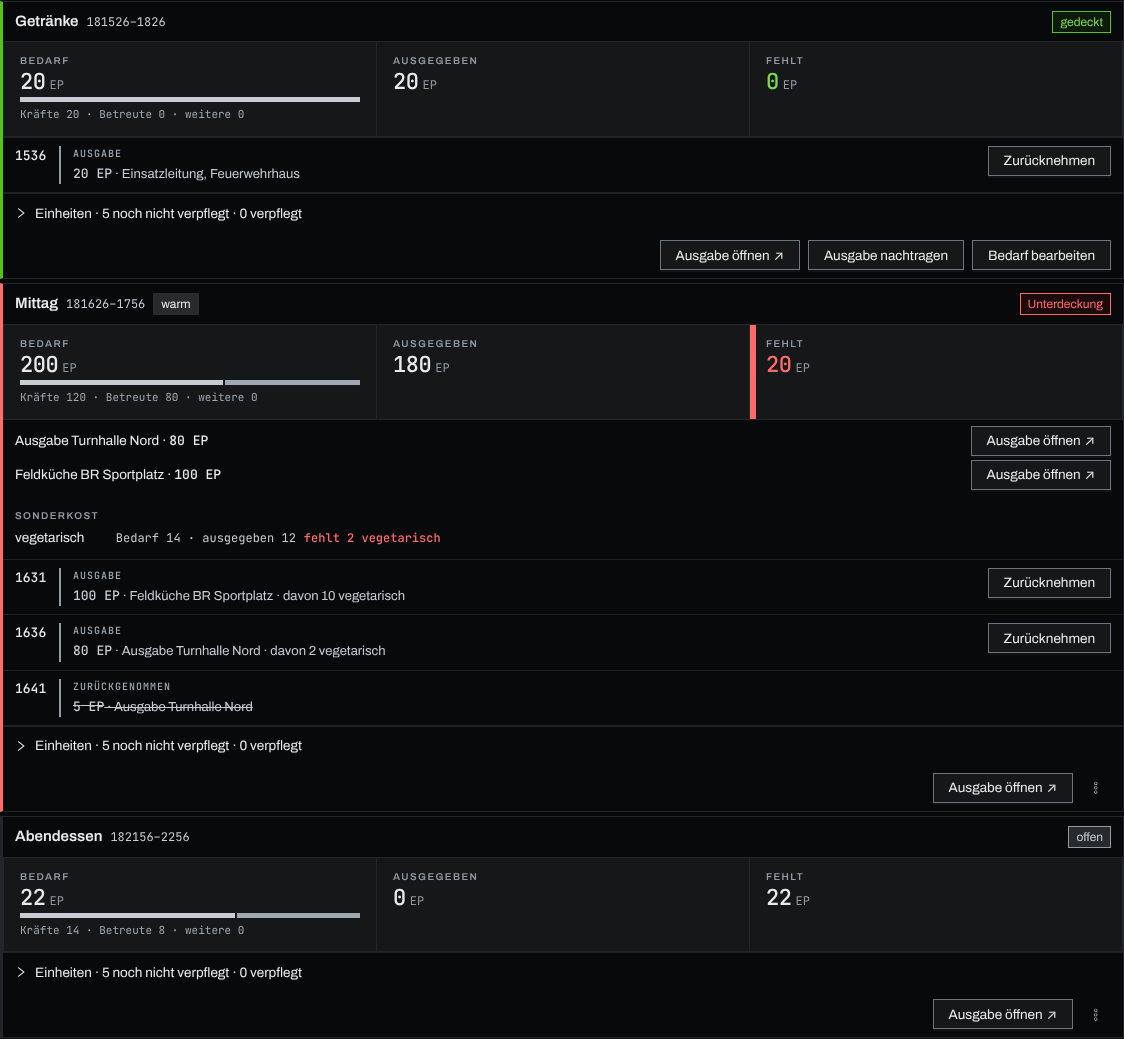 Getränke 181526–1826 gedeckt
BEDARF AUSGEGEBEN FEHLT
20 EP 20 EP 0 EP
Kräfte 20 · Betreute 0 · weitere 0
1536 AUSGABE Zurücknehmen
20 EP · Einsatzleitung, Feuerwehrhaus
Einheiten · 5 noch nicht verpflegt · 0 verpflegt
Ausgabe öffnen ↗ Ausgabe nachtragen Bedarf bearbeiten
Mittag 181626–1756 warm Unterdeckung
BEDARF AUSGEGEBEN FEHLT
200 EP 180 EP 20 EP
Kräfte 120 · Betreute 80 · weitere 0
Ausgabe Turnhalle Nord · 80 EP Ausgabe öffnen ↗
Feldküche BR Sportplatz · 100 EP Ausgabe öffnen ↗
SONDERKOST
vegetarisch Bedarf 14 · ausgegeben 12 fehlt 2 vegetarisch
1631 AUSGABE Zurücknehmen
100 EP · Feldküche BR Sportplatz · davon 10 vegetarisch
1636 AUSGABE Zurücknehmen
80 EP · Ausgabe Turnhalle Nord · davon 2 vegetarisch
1641 ZURÜCKGENOMMEN
5 EP · Ausgabe Turnhalle Nord
Einheiten · 5 noch nicht verpflegt · 0 verpflegt
Ausgabe öffnen ↗
Abendessen 182156–2256 offen
BEDARF AUSGEGEBEN FEHLT
22 EP 0 EP 22 EP
Kräfte 14 · Betreute 8 · weitere 0
Einheiten · 5 noch nicht verpflegt · 0 verpflegt
Ausgabe öffnen ↗